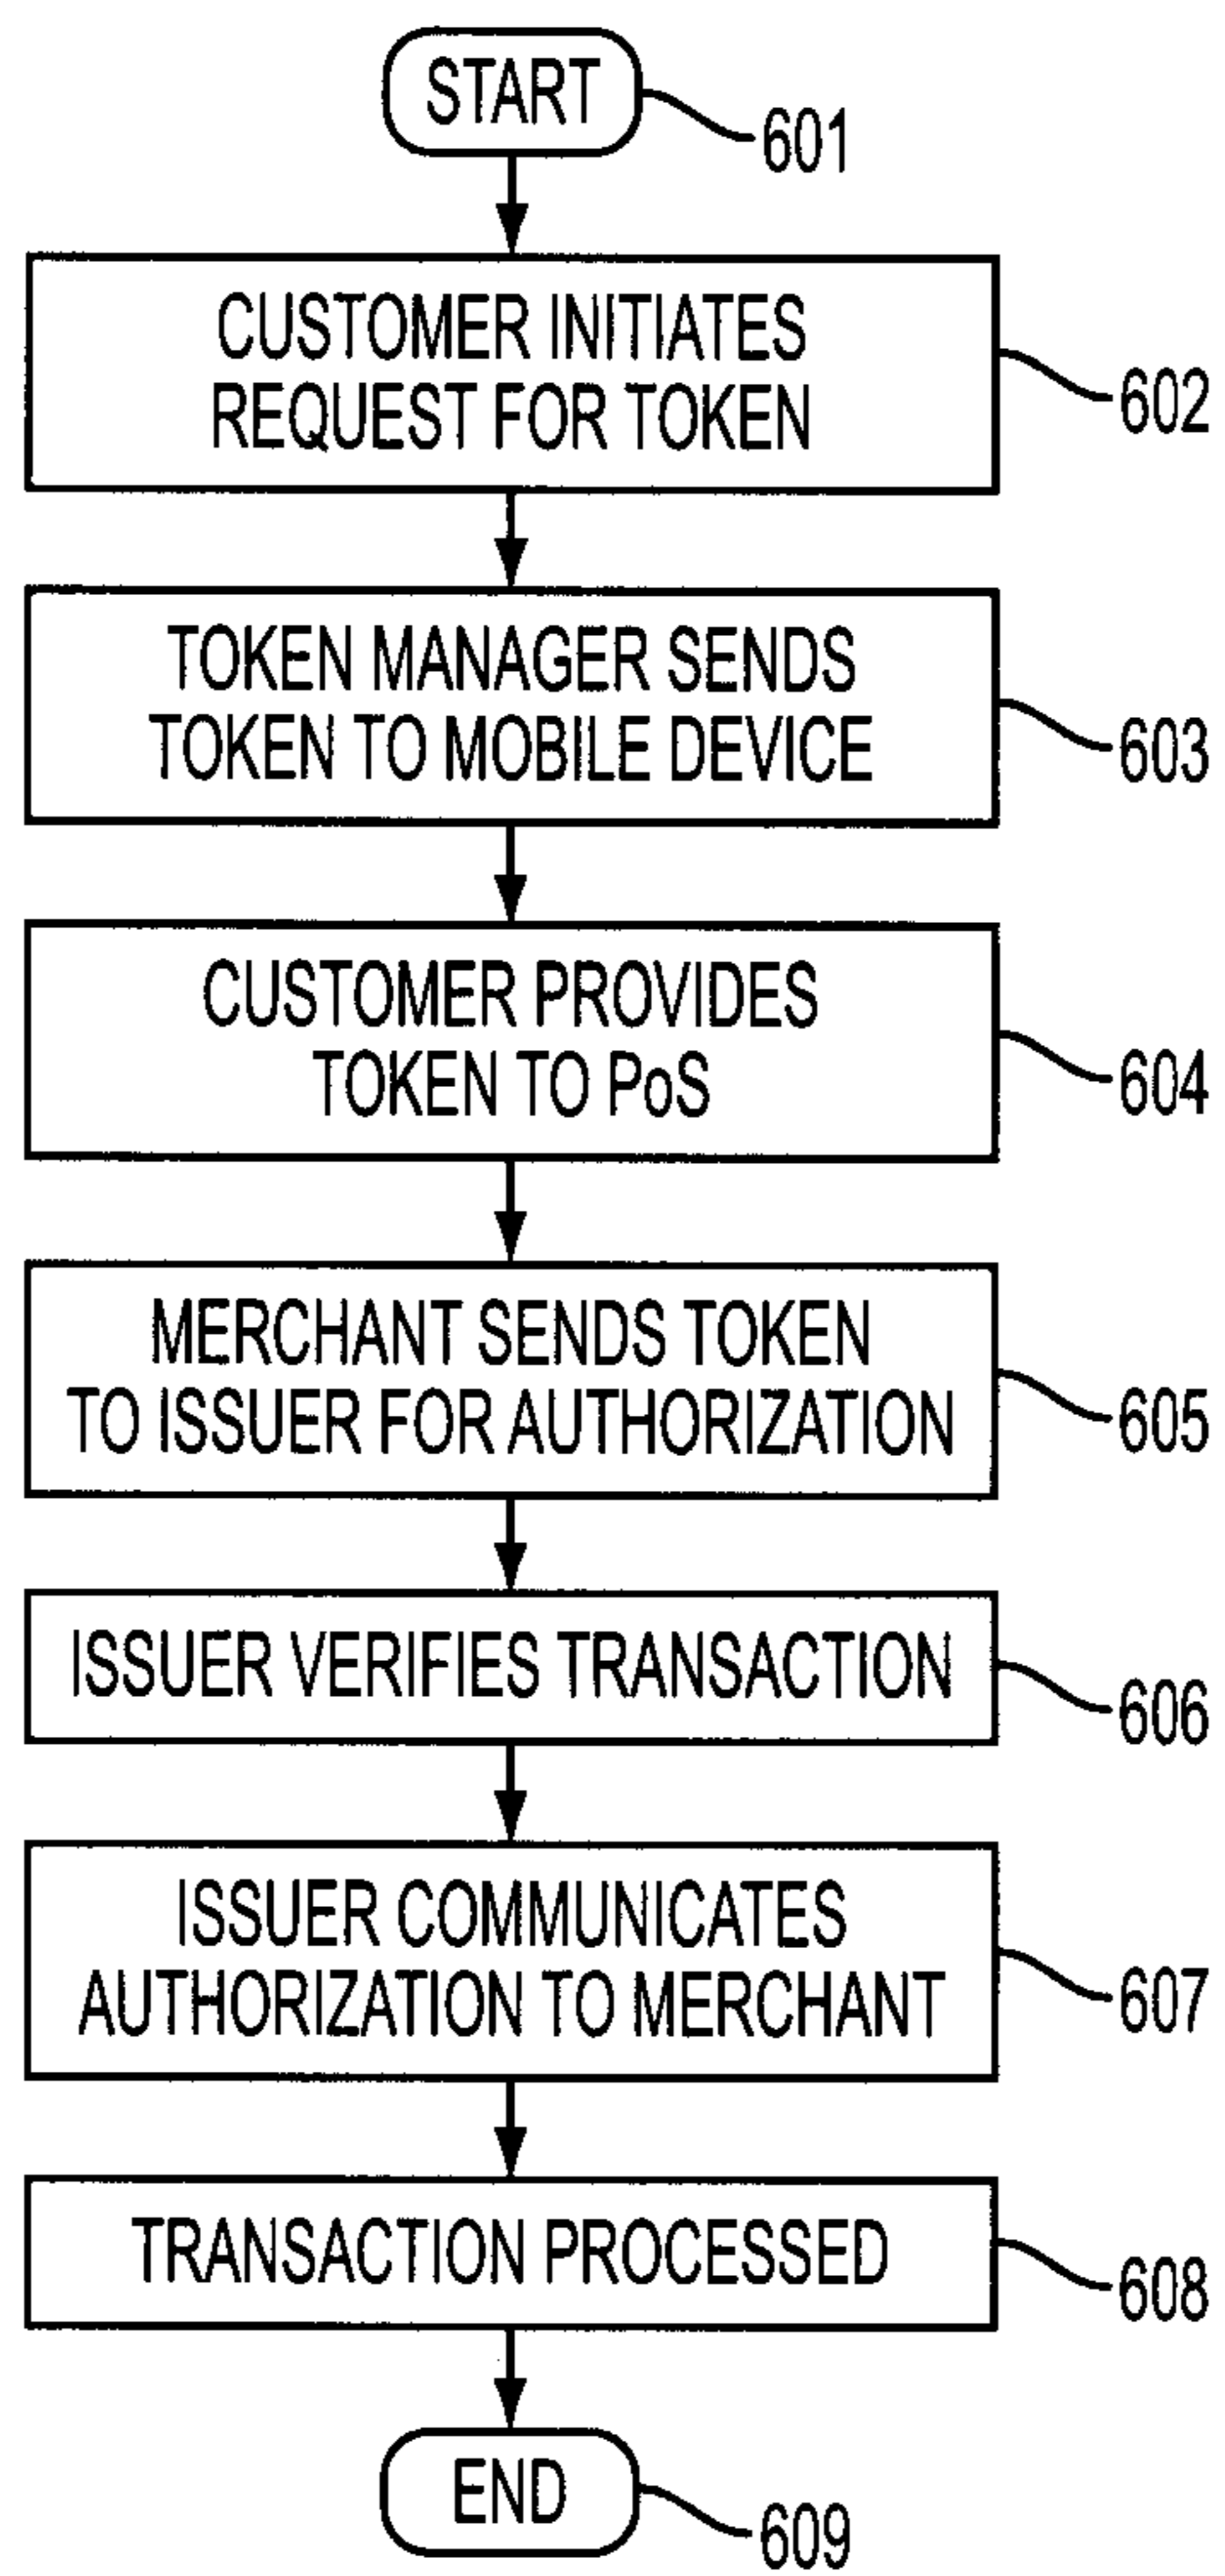 START
601
CUSTOMER INITIATES
REQUEST FOR TOKEN
602
TOKEN MANAGER SENDS
TOKEN TO MOBILE DEVICE
603
CUSTOMER PROVIDES
TOKEN TO PoS
604
MERCHANT SENDS TOKEN
TO ISSUER FOR AUTHORIZATION
605
ISSUER VERIFIES TRANSACTION
606
ISSUER COMMUNICATES
AUTHORIZATION TO MERCHANT
607
TRANSACTION PROCESSED
608
END
609